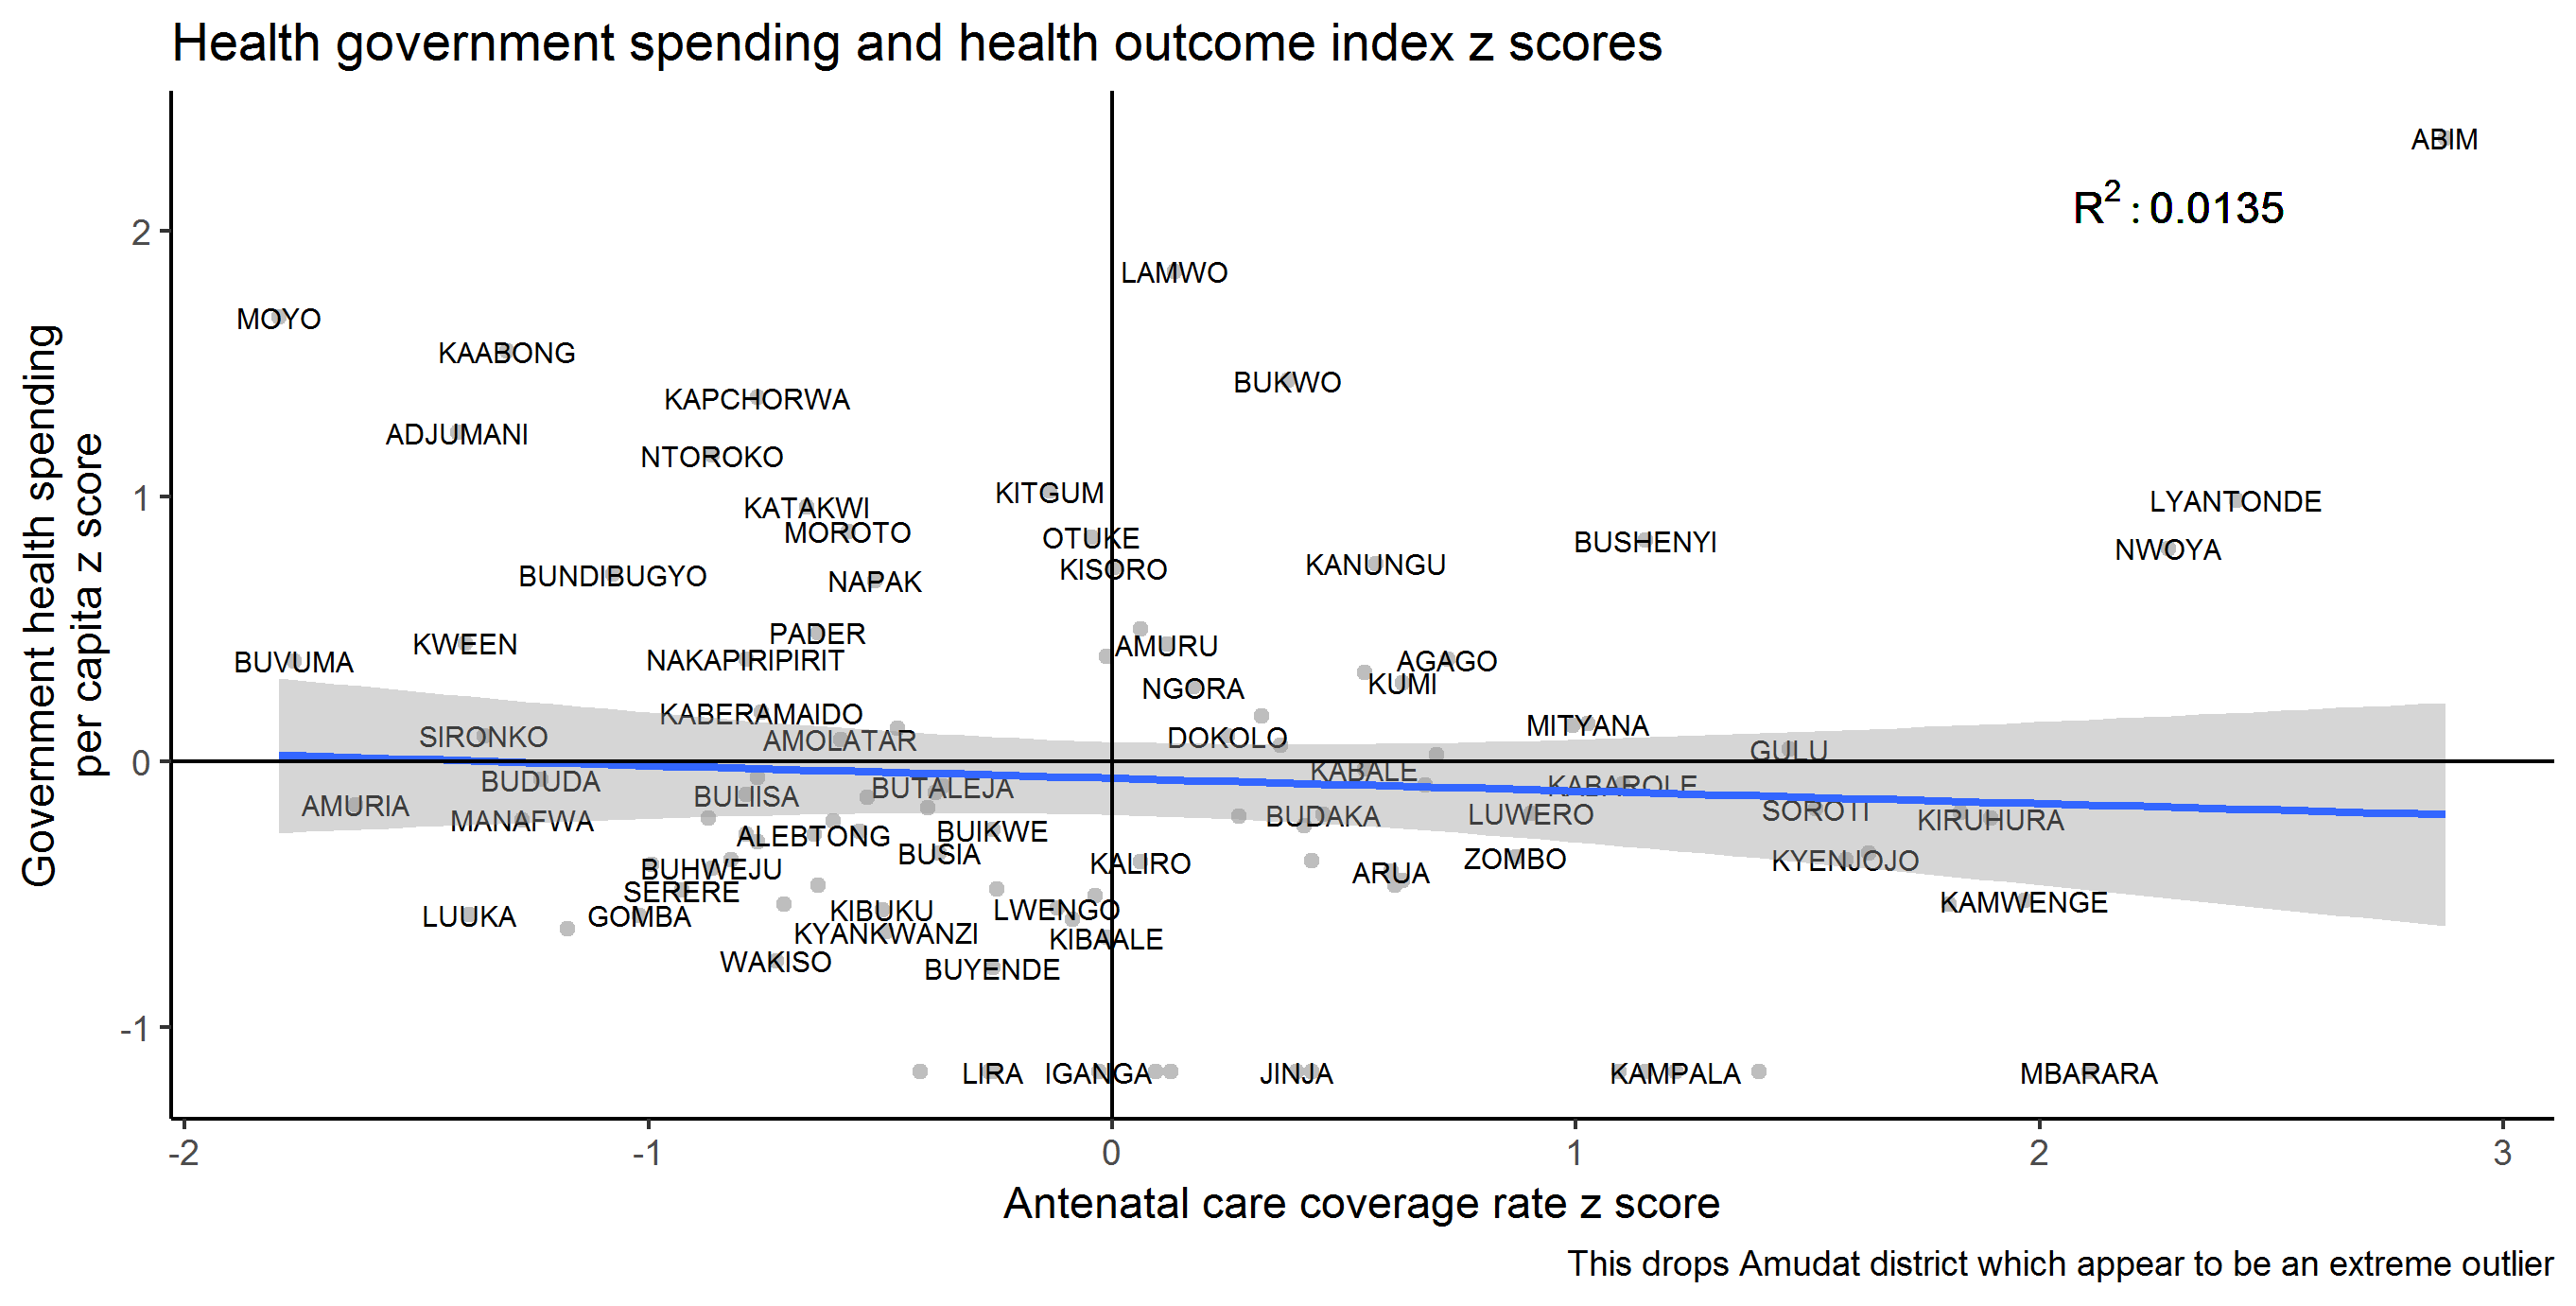 Health government spending and health outcome index z scores
ABIM
R2 : 0.0135
2
LAMWO
MOYO
KAABONG
BUKWO
KAPCHORWA
ADJUMANI
NTOROKO
KITGUM
1
LYANTONDE
KATAKWI
MOROTO
OTUKE
BUSHENYI
NWOYA
KISORO
KANUNGU
BUNDIBUGYO
NAPAK
PADER
KWEEN
AMURU
BUVUMA
NAKAPIRIPIRIT
AGAGO
KUMI
NGORA
KABERAMAIDO
MITYANA
SIRONKO
AMOLATAR
DOKOLO
GULU
0
KABALE
BUDUDA
BUTALEJA
KABAROLE
BULIISA
AMURIA
SOROTI
BUDAKA
LUWERO
MANAFWA
KIRUHURA
BUIKWE
ALEBTONG
BUSIA
ZOMBO
KYENJOJO
KALIRO
BUHWEJU
ARUA
SERERE
KAMWENGE
LWENGO
KIBUKU
LUUKA
GOMBA
KYANKWANZI
KIBAALE
WAKISO
BUYENDE
-1
LIRA
IGANGA
JINJA
KAMPALA
MBARARA
Government health spending
per capita z score
-2 -1 0 1 2 3
Antenatal care coverage rate z score
This drops Amudat district which appear to be an extreme outlier